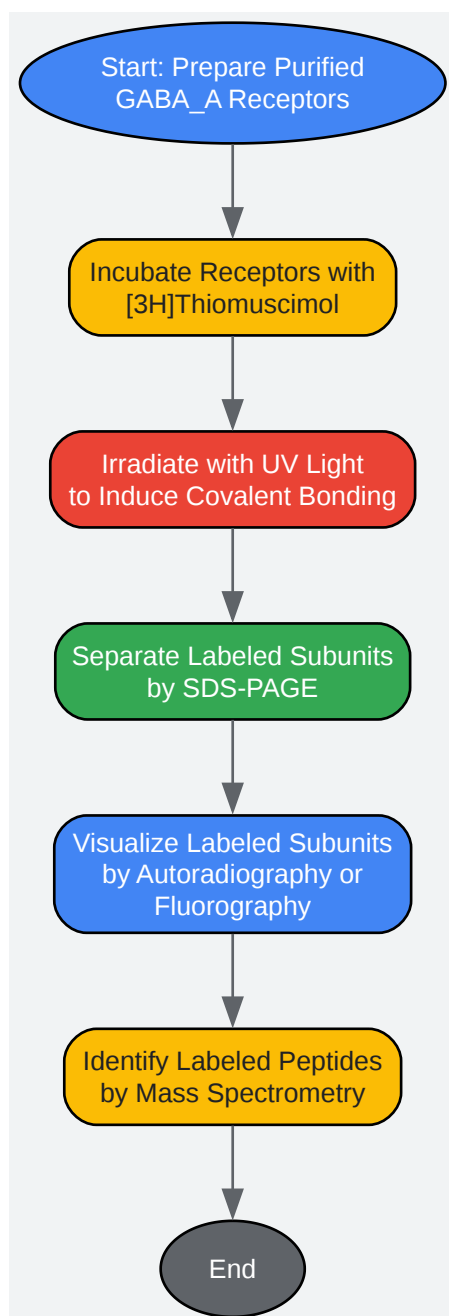 Start: Prepare Purified
GABA_A Receptors
Incubate Receptors with
[3H]Thiomuscimol
Irradiate with UV Light
to Induce Covalent Bonding
Separate Labeled Subunits
by SDS-PAGE
Visualize Labeled Subunits
by Autoradiography or
Fluorography
Identify Labeled Peptides
by Mass Spectrometry
End